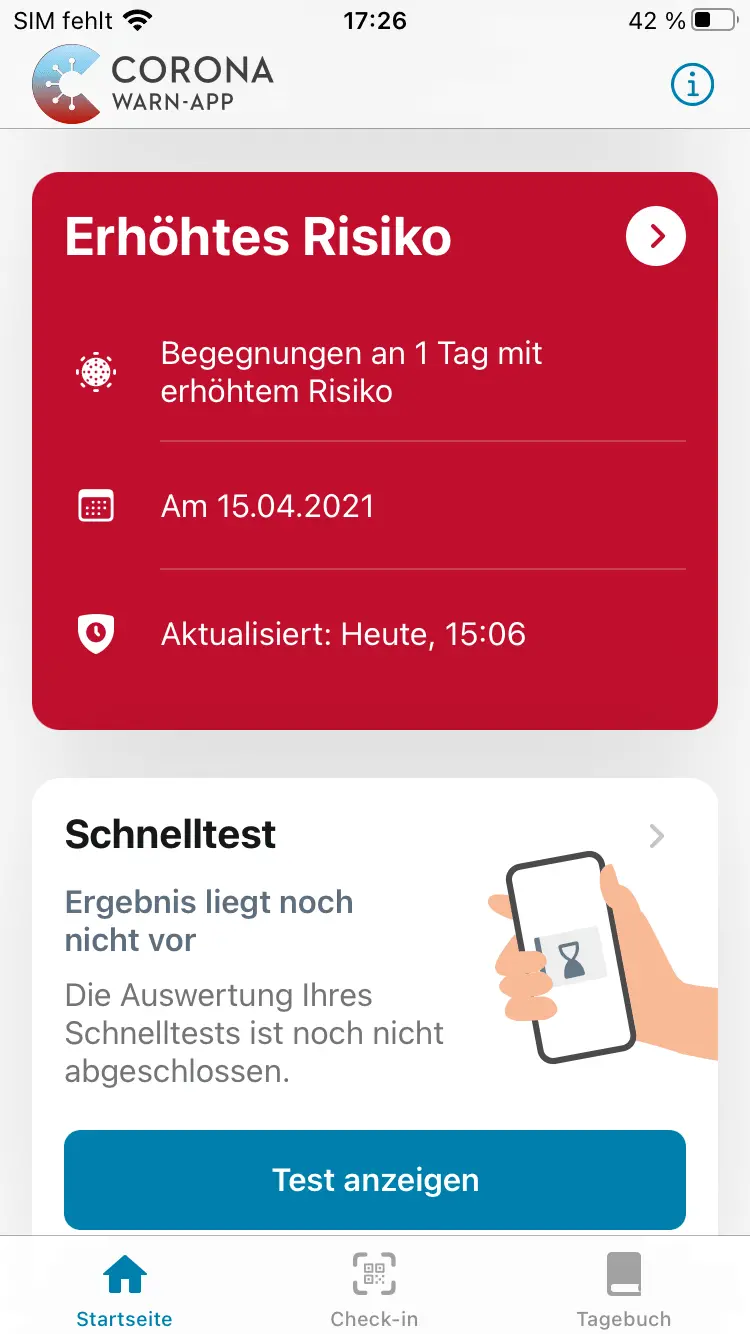 SIM fehlt 17:26 42 %
CORONA
WARN-APP
Erhöhtes Risiko
Begegnungen an 1 Tag mit
erhöhtem Risiko
Am 15.04.2021
Aktualisiert: Heute, 15:06
Schnelltest
Ergebnis liegt noch
nicht vor
Die Auswertung Ihres
Schnelltests ist noch nicht
abgeschlossen.
Test anzeigen
Startseite Check-in Tagebuch